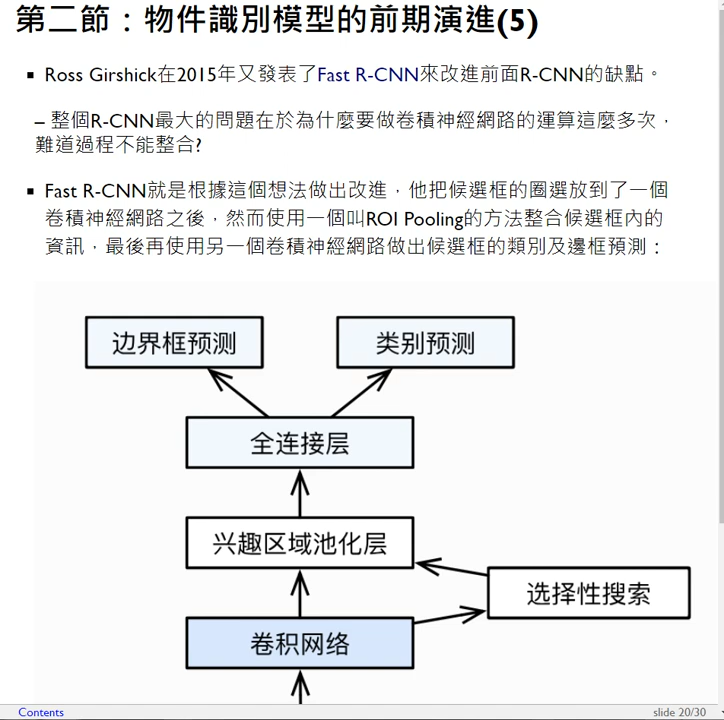 第二節：物件識別模型的前期演進(5)
▪ Ross Girshick在2015年又發表了Fast R-CNN來改進前面R-CNN的缺點。
– 整個R-CNN最大的問題在於為什麼要做卷積神經網路的運算這麼多次，
難道過程不能整合?
▪ Fast R-CNN就是根據這個想法做出改進，他把候選框的圈選放到了一個
卷積神經網路之後，然而使用一個叫ROI Pooling的方法整合候選框內的
資訊，最後再使用另一個卷積神經網路做出候選框的類別及邊框預測：
边界框预测
类别预测
全连接层
兴趣区域池化层
选择性搜索
卷积网络
Contents
slide 20/30